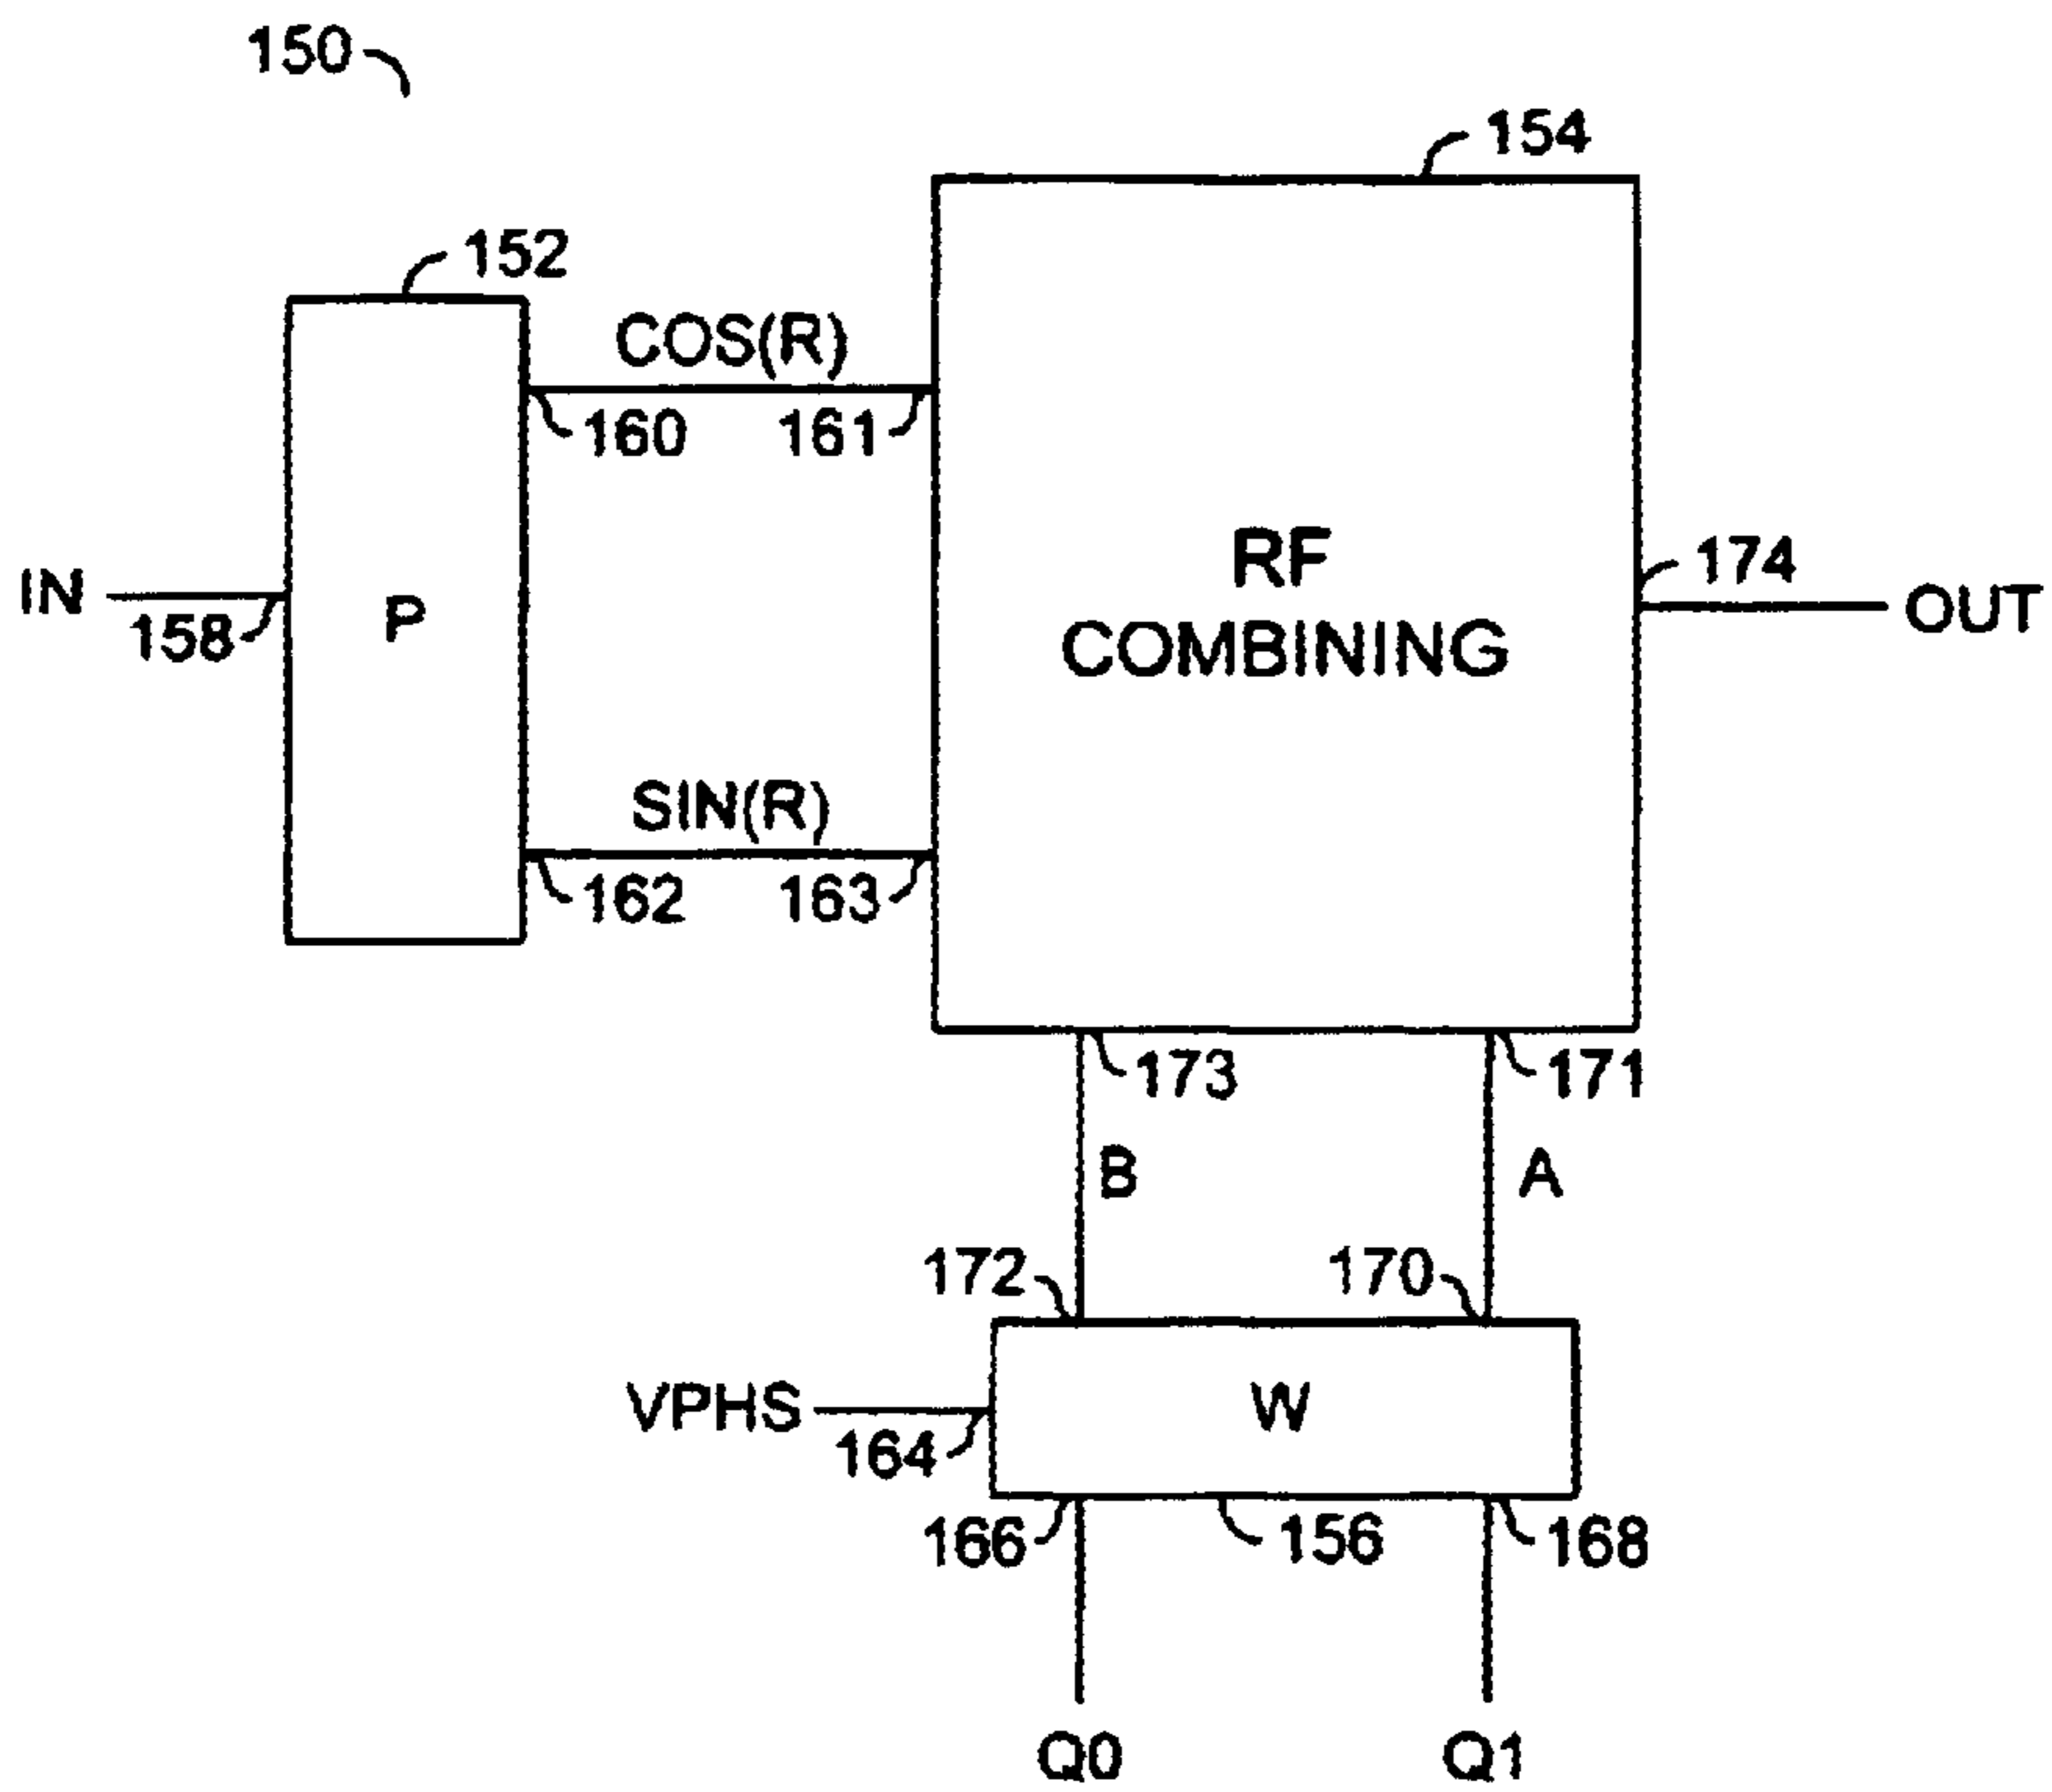 150
154
152
COS(R)
160
161
RF
COMBINING
174
IN
158
P
OUT
SIN(R)
162
163
173
171
B
A
172
170
VPHS
164
W
166
156
168
Q0
Q1